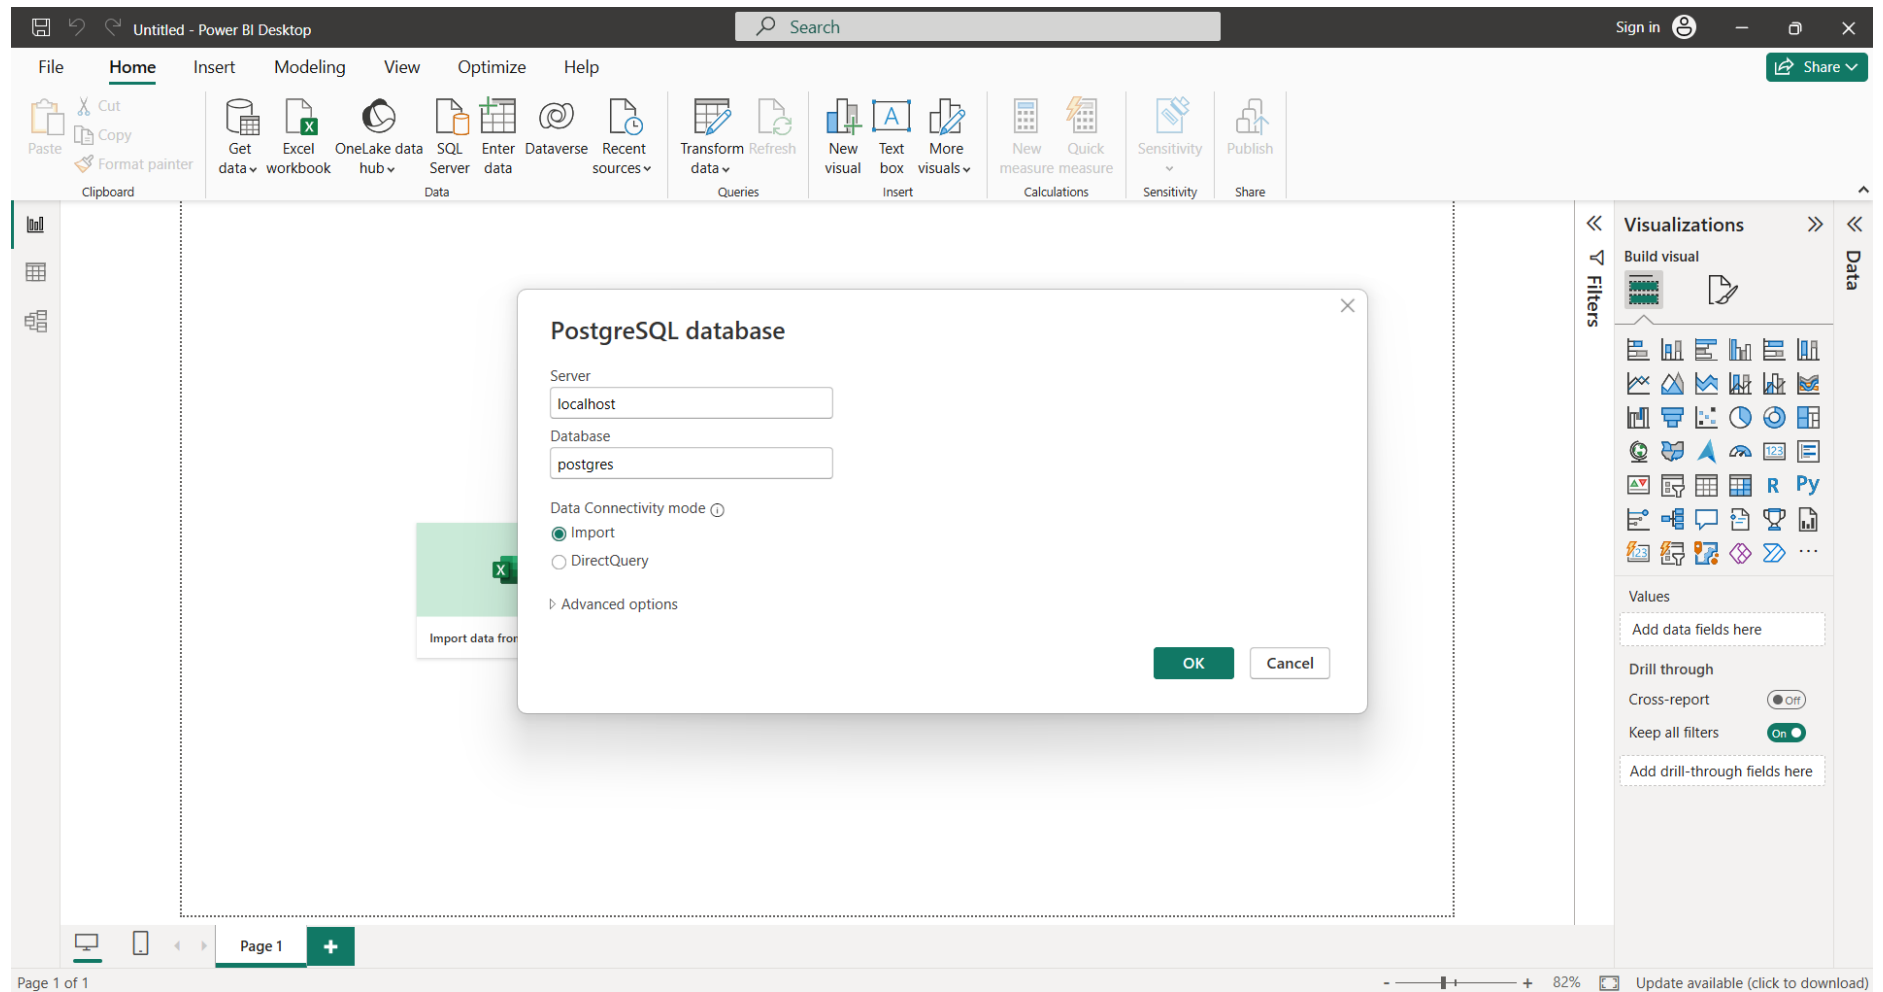 Untitled - Power BI Desktop
Search
Sign in
File Home Insert Modeling View Optimize Help
Share
Paste
Cut
Copy
Format painter
Clipboard
Get data
Excel workbook
OneLake data hub
SQL Server
Enter data
Dataverse
Recent sources
Data
Transform data
Refresh
Queries
New visual
Text box
More visuals
Insert
New measure
Quick measure
Calculations
Sensitivity
Sensitivity
Publish
Share
Import data from
PostgreSQL database
Server
localhost
Database
postgres
Data Connectivity mode
Import
DirectQuery
Advanced options
OK
Cancel
Filters
Visualizations
Build visual
123
R
Py
123
Values
Add data fields here
Drill through
Cross-report
Off
Keep all filters
On
Add drill-through fields here
Data
Page 1
+
Page 1 of 1
- + 82%
Update available (click to download)